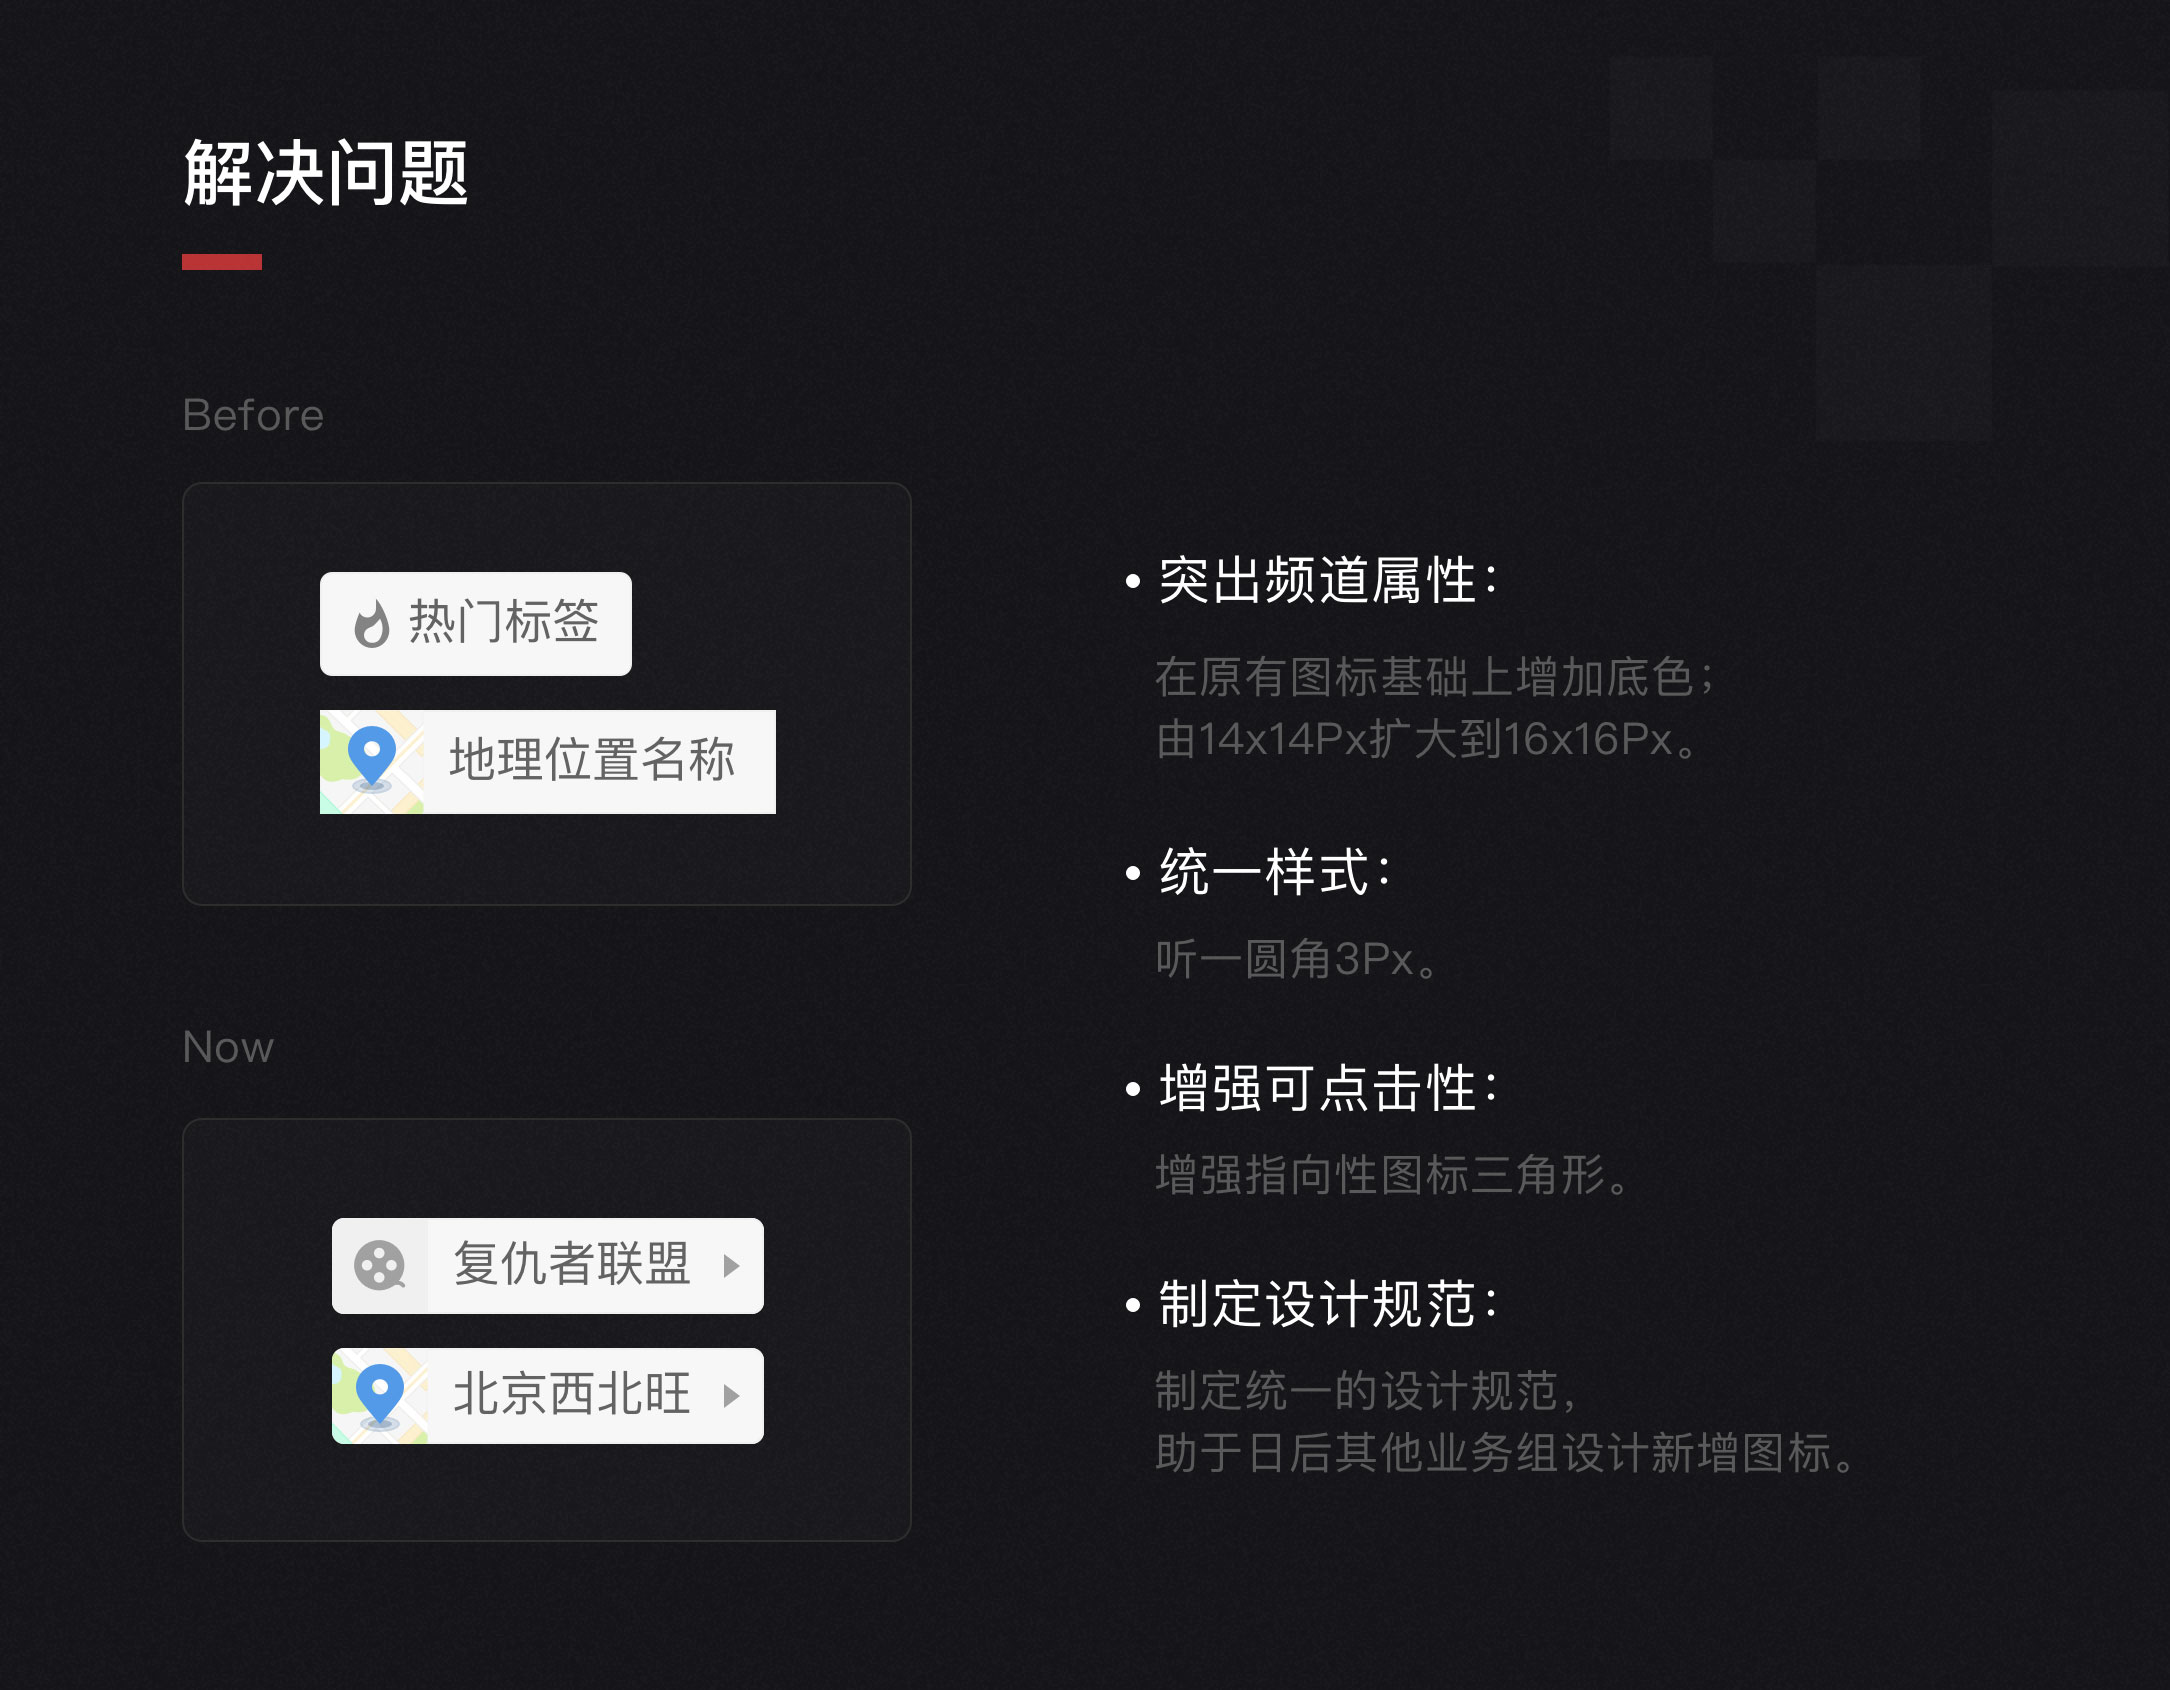 解决问题
Before
热门标签
地理位置名称
Now
复仇者联盟
北京西北旺
• 突出频道属性：
在原有图标基础上增加底色；
由14x14Px扩大到16x16Px。
• 统一样式：
听一圆角3Px。
• 增强可点击性：
增强指向性图标三角形。
• 制定设计规范：
制定统一的设计规范，
助于日后其他业务组设计新增图标。